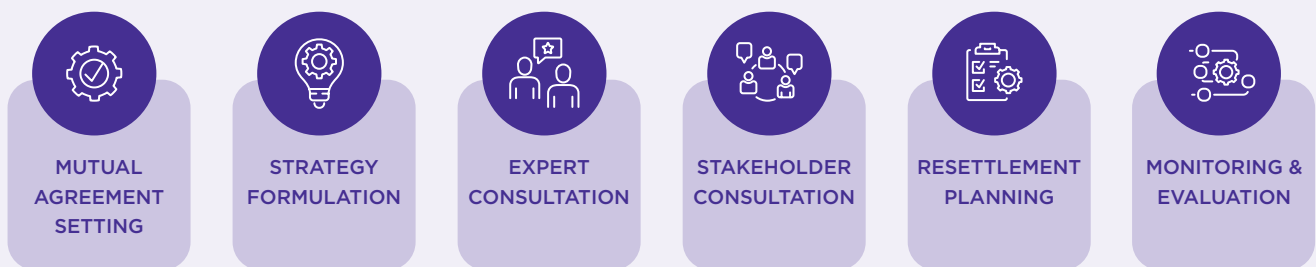 MUTUAL
AGREEMENT
SETTING
STRATEGY
FORMULATION
EXPERT
CONSULTATION
STAKEHOLDER
CONSULTATION
RESETTLEMENT
PLANNING
MONITORING &
EVALUATION